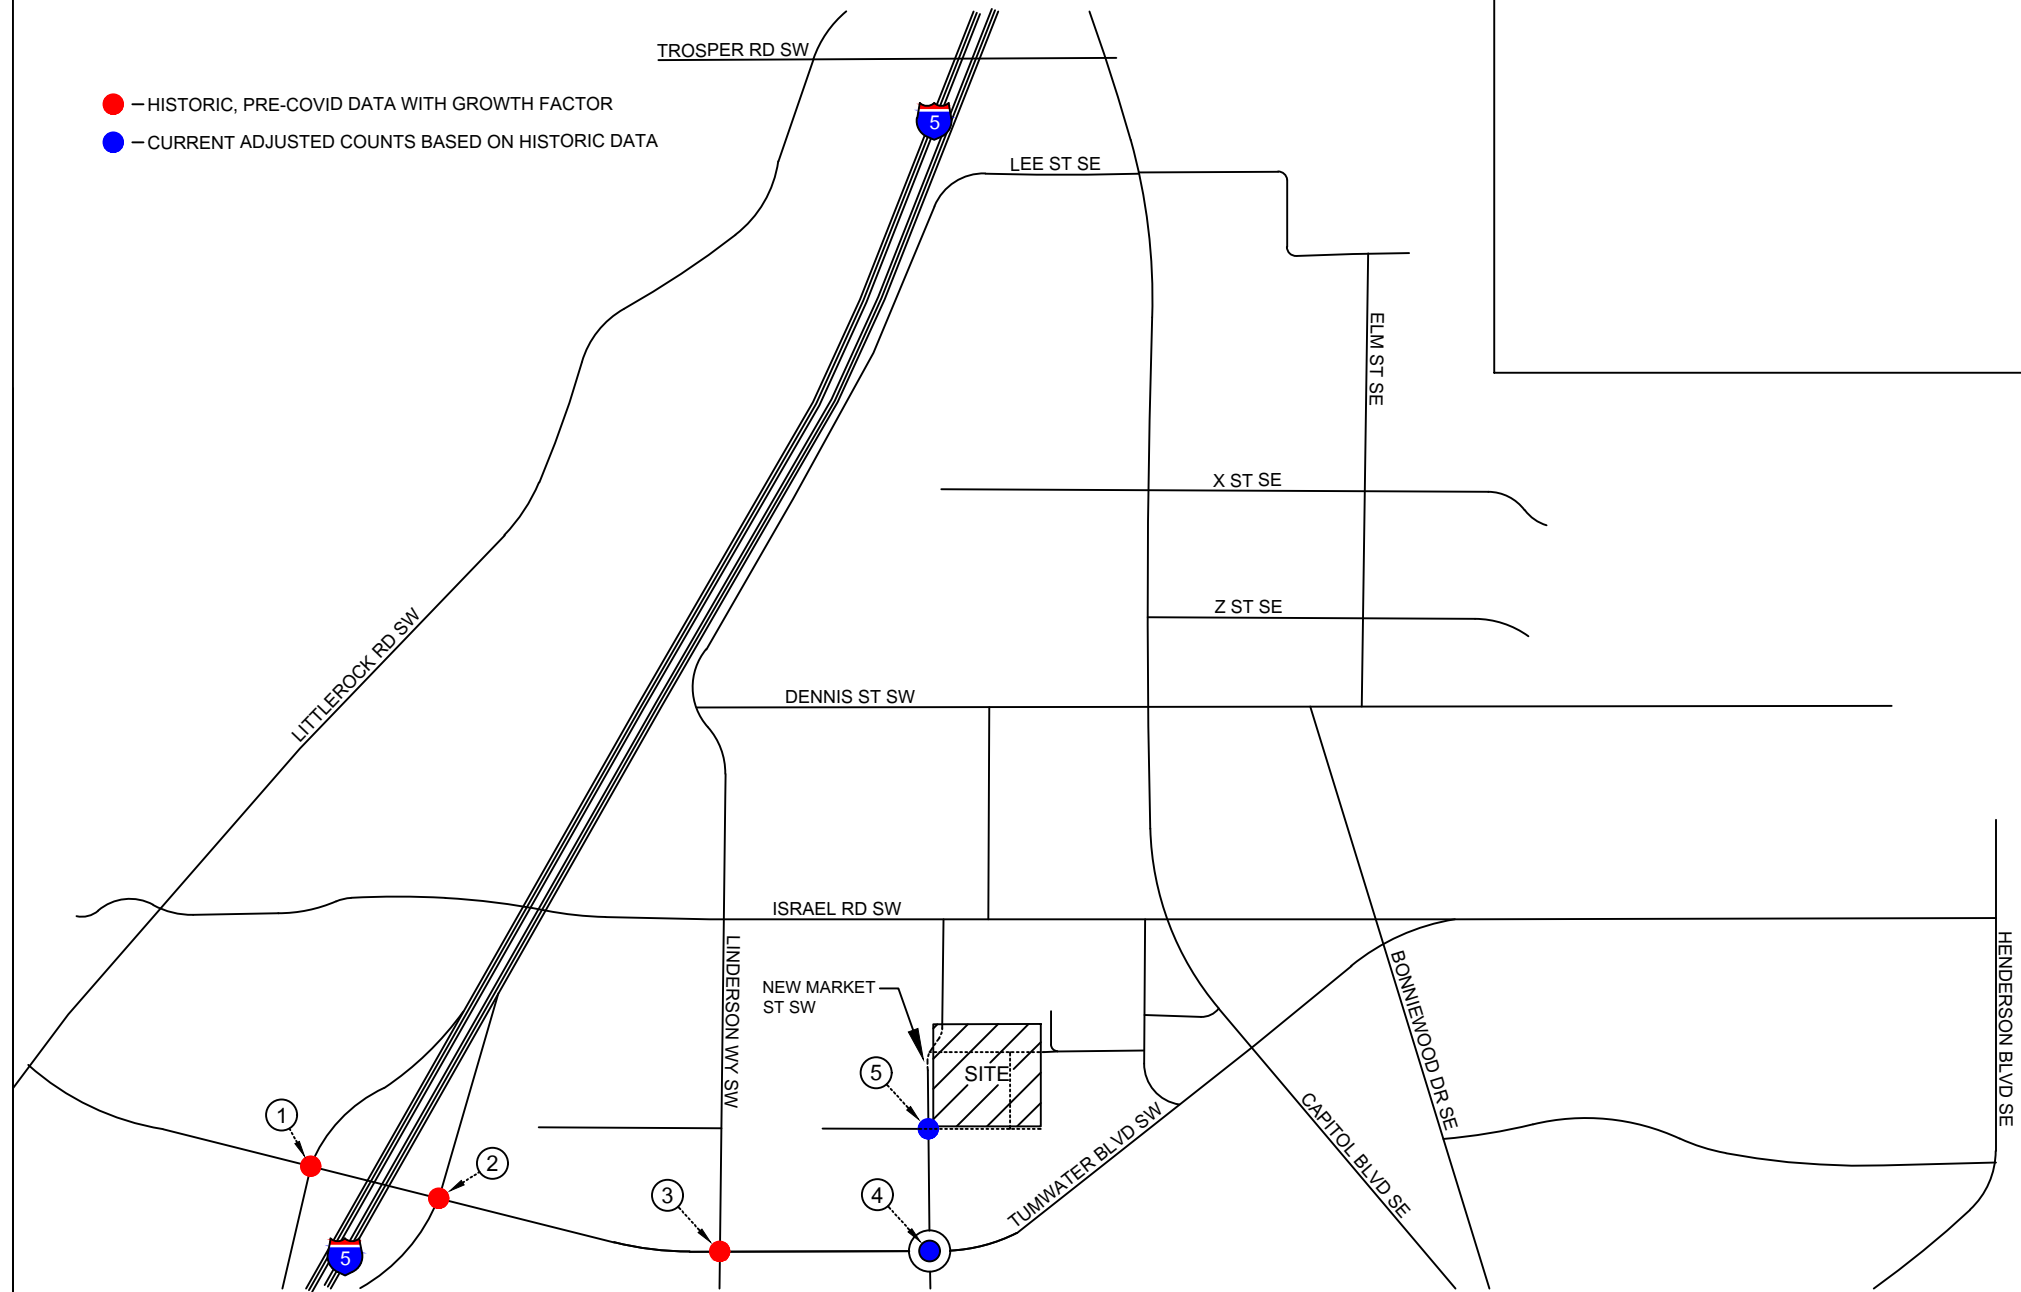 TROSPER RD SW
HISTORIC, PRE-COVID DATA WITH GROWTH FACTOR
5
CURRENT ADJUSTED COUNTS BASED ON HISTORIC DATA
LEE ST SE
ELM ST SE
X ST SE
Z ST SE
LITTLEROCK RD SW
DENNIS ST SW
ISRAEL RD SW
LINDERSON WY SW
NEW MARKET
ST SW
BONNIEWOOD DR SE
HENDERSON BLVD SE
SITE
5
1
2
3
4
TUMWATER BLVD SW
CAPITOL BLVD SE
5